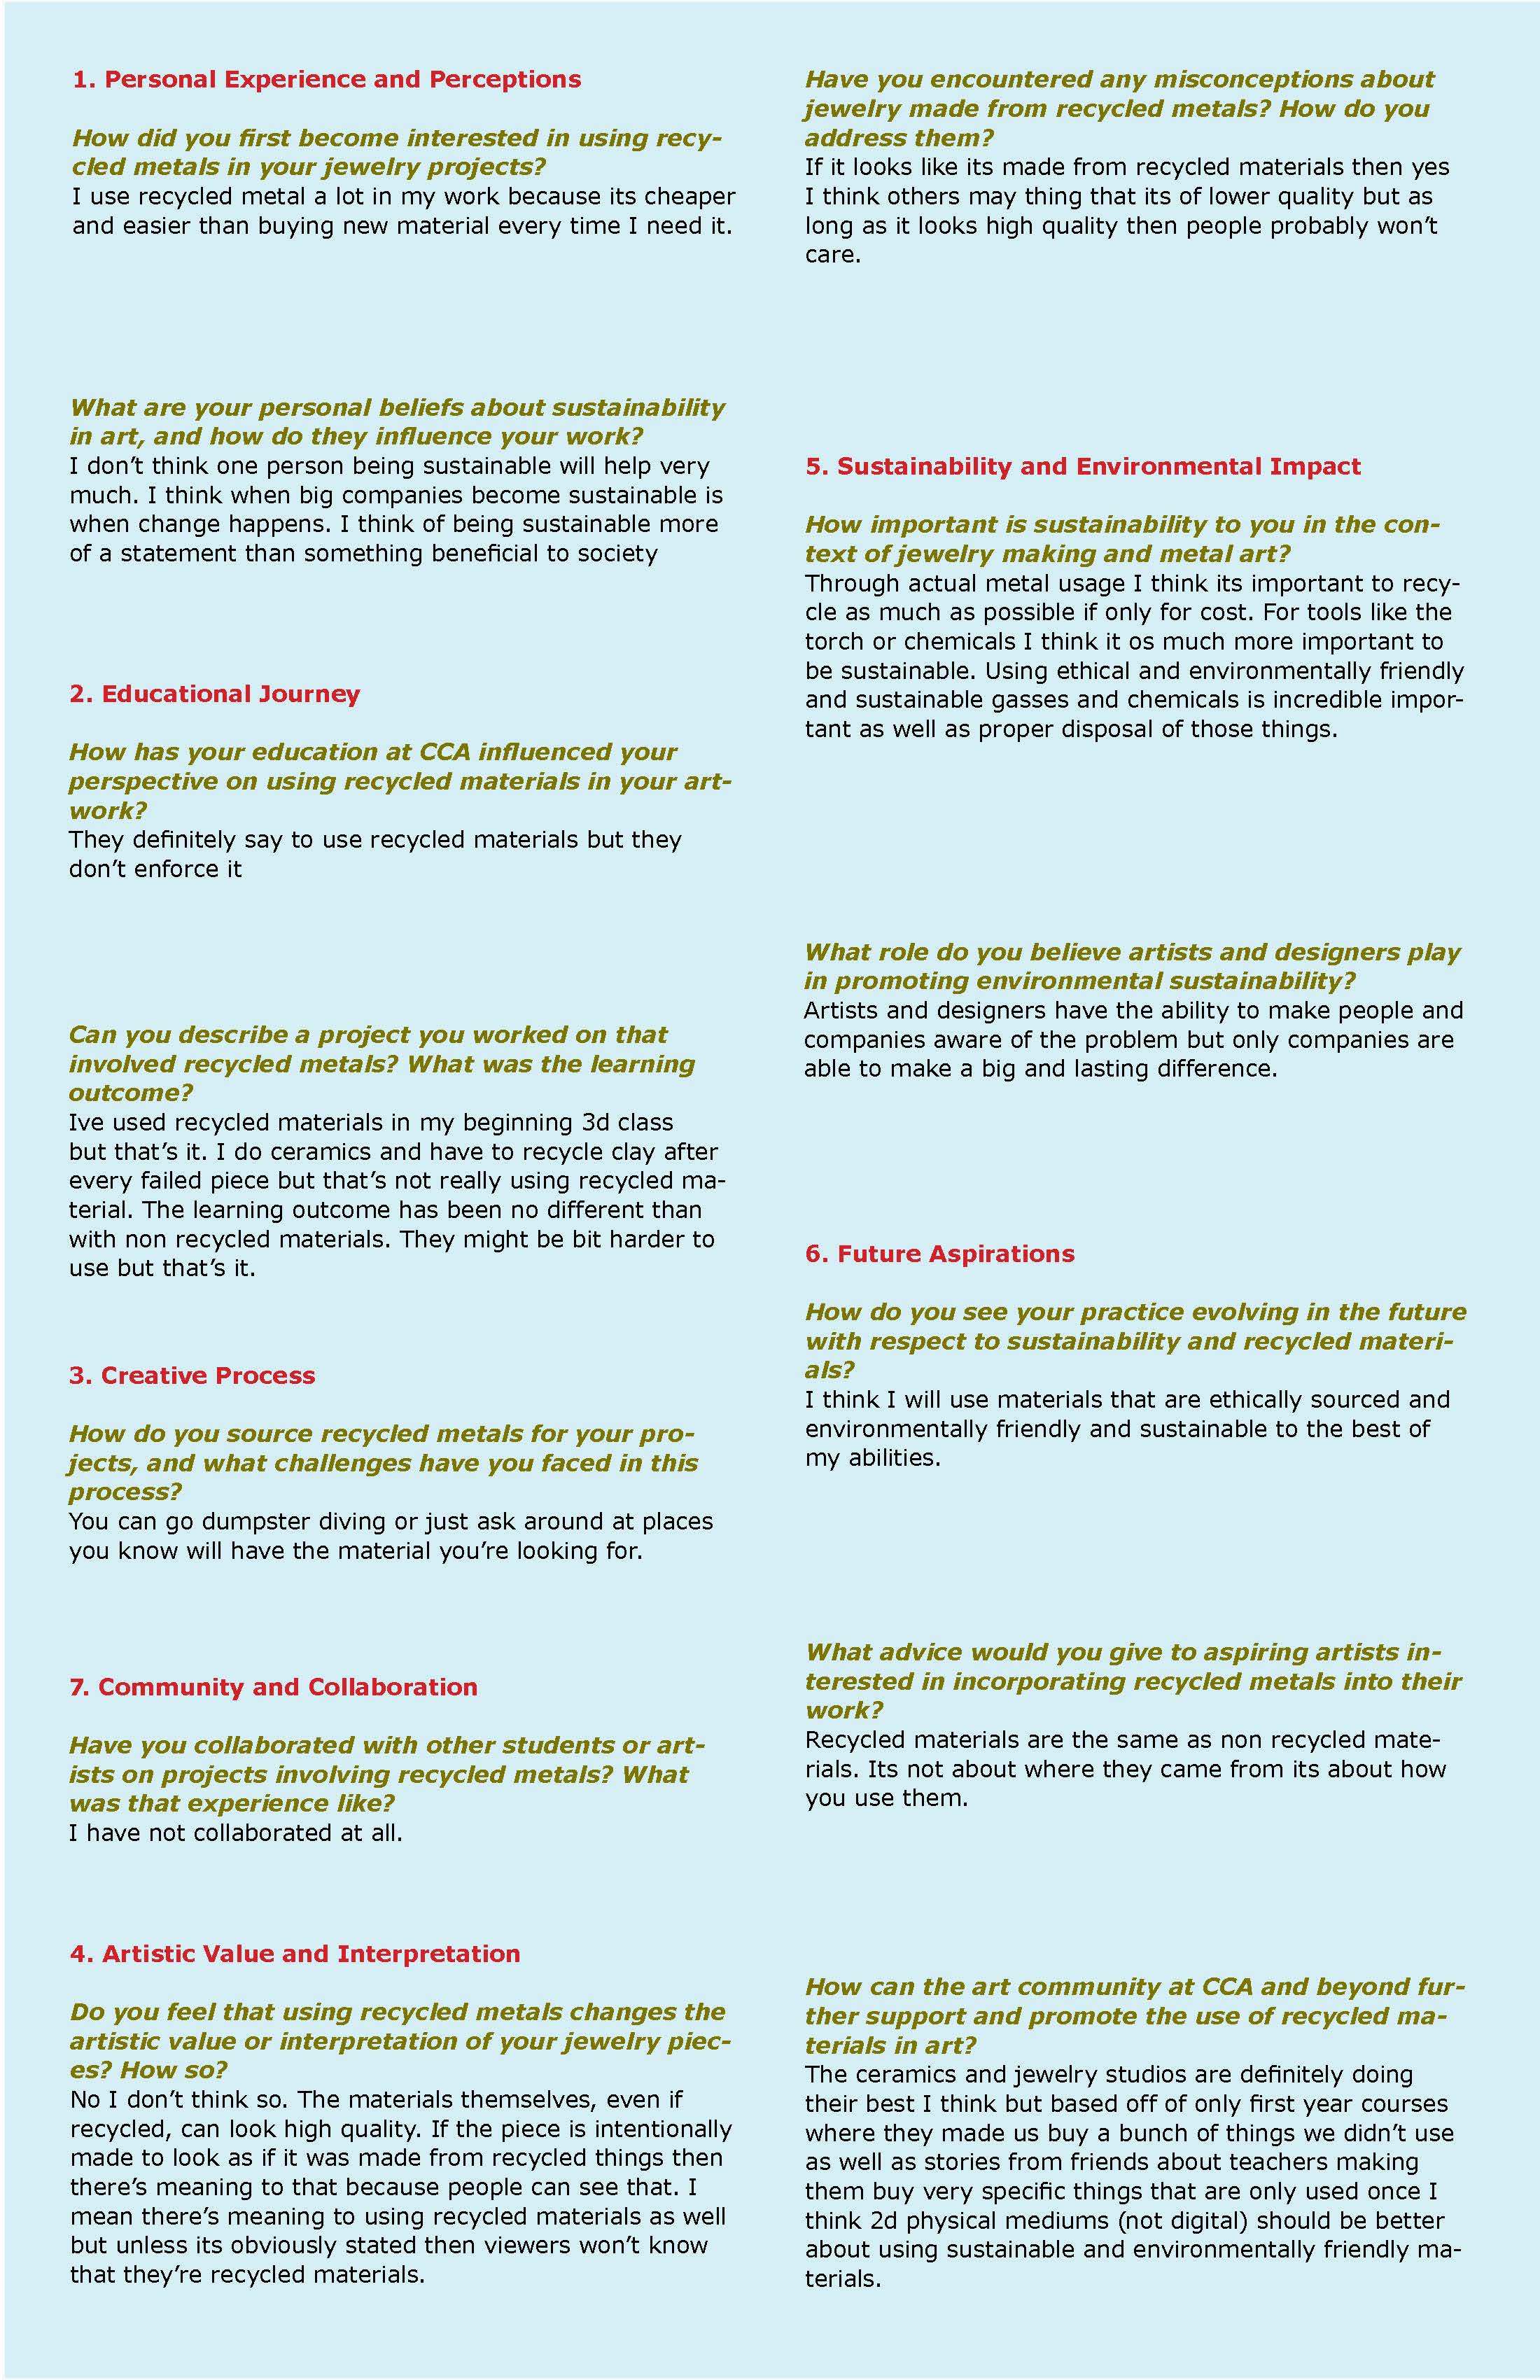 1. Personal Experience and Perceptions
How did you first become interested in using recy-
cled metals in your jewelry projects?
I use recycled metal a lot in my work because its cheaper
and easier than buying new material every time I need it.
What are your personal beliefs about sustainability
in art, and how do they influence your work?
I don’t think one person being sustainable will help very
much. I think when big companies become sustainable is
when change happens. I think of being sustainable more
of a statement than something beneficial to society
2. Educational Journey
How has your education at CCA influenced your
perspective on using recycled materials in your art-
work?
They definitely say to use recycled materials but they
don’t enforce it
Can you describe a project you worked on that
involved recycled metals? What was the learning
outcome?
Ive used recycled materials in my beginning 3d class
but that’s it. I do ceramics and have to recycle clay after
every failed piece but that’s not really using recycled ma-
terial. The learning outcome has been no different than
with non recycled materials. They might be bit harder to
use but that’s it.
3. Creative Process
How do you source recycled metals for your pro-
jects, and what challenges have you faced in this
process?
You can go dumpster diving or just ask around at places
you know will have the material you’re looking for.
7. Community and Collaboration
Have you collaborated with other students or art-
ists on projects involving recycled metals? What
was that experience like?
I have not collaborated at all.
4. Artistic Value and Interpretation
Do you feel that using recycled metals changes the
artistic value or interpretation of your jewelry piec-
es? How so?
No I don’t think so. The materials themselves, even if
recycled, can look high quality. If the piece is intentionally
made to look as if it was made from recycled things then
there’s meaning to that because people can see that. I
mean there’s meaning to using recycled materials as well
but unless its obviously stated then viewers won’t know
that they’re recycled materials.
Have you encountered any misconceptions about
jewelry made from recycled metals? How do you
address them?
If it looks like its made from recycled materials then yes
I think others may thing that its of lower quality but as
long as it looks high quality then people probably won’t
care.
5. Sustainability and Environmental Impact
How important is sustainability to you in the con-
text of jewelry making and metal art?
Through actual metal usage I think its important to recy-
cle as much as possible if only for cost. For tools like the
torch or chemicals I think it os much more important to
be sustainable. Using ethical and environmentally friendly
and sustainable gasses and chemicals is incredible impor-
tant as well as proper disposal of those things.
What role do you believe artists and designers play
in promoting environmental sustainability?
Artists and designers have the ability to make people and
companies aware of the problem but only companies are
able to make a big and lasting difference.
6. Future Aspirations
How do you see your practice evolving in the future
with respect to sustainability and recycled materi-
als?
I think I will use materials that are ethically sourced and
environmentally friendly and sustainable to the best of
my abilities.
What advice would you give to aspiring artists in-
terested in incorporating recycled metals into their
work?
Recycled materials are the same as non recycled mate-
rials. Its not about where they came from its about how
you use them.
How can the art community at CCA and beyond fur-
ther support and promote the use of recycled ma-
terials in art?
The ceramics and jewelry studios are definitely doing
their best I think but based off of only first year courses
where they made us buy a bunch of things we didn’t use
as well as stories from friends about teachers making
them buy very specific things that are only used once I
think 2d physical mediums (not digital) should be better
about using sustainable and environmentally friendly ma-
terials.